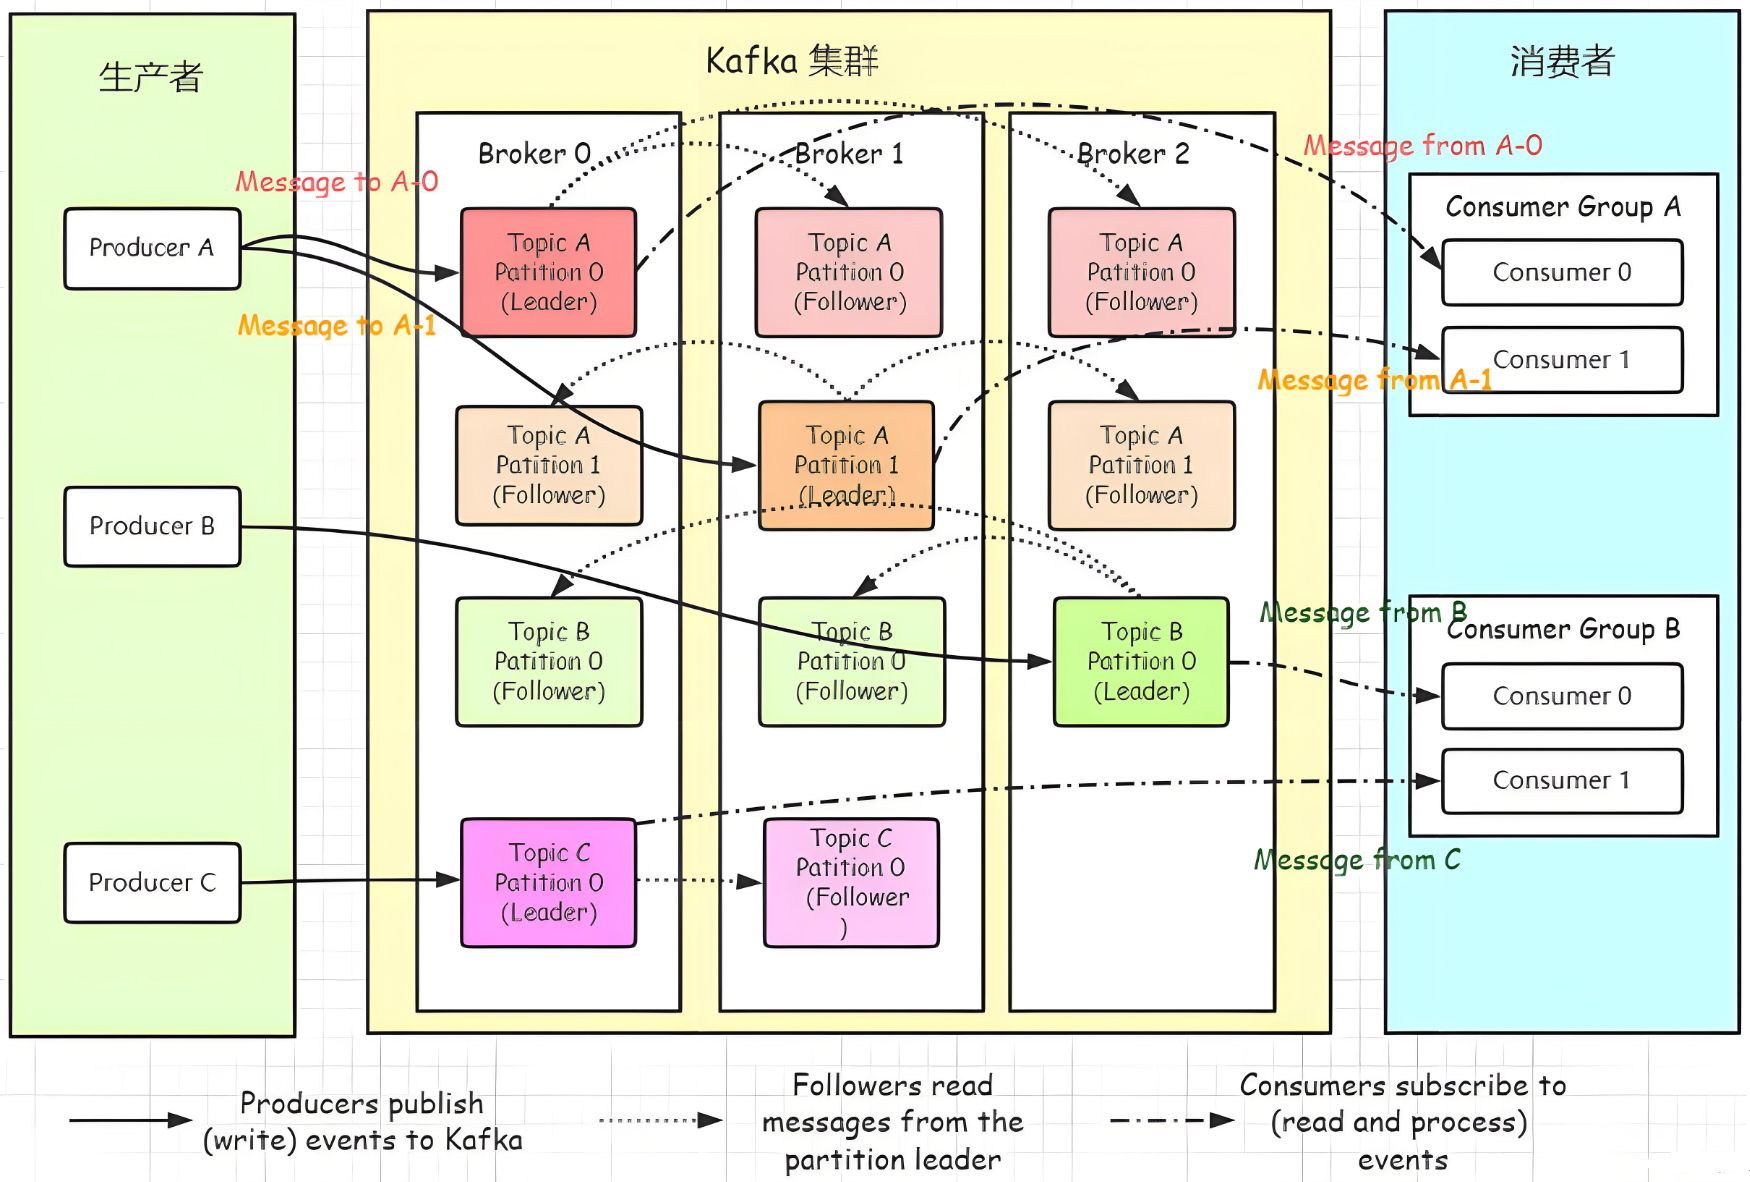 生产者
Kafka 集群
消费者
Message to A-0
Producer A
Message to A-1
Producer B
Producer C
Broker 0
Topic A
Patition 0
(Leader)
Topic A
Patition 1
(Follower)
Topic B
Patition 0
(Follower)
Topic C
Patition 0
(Leader)
Broker 1
Topic A
Patition 0
(Follower)
Topic A
Patition 1
(Leader)
Topic B
Patition 0
(Follower)
Topic C
Patition 0
(Follower
)
Broker 2
Topic A
Patition 0
(Follower)
Topic A
Patition 1
(Follower)
Topic B
Patition 0
(Leader)
Message from A-0
Consumer Group A
Consumer 0
Consumer 1
Message from A-1
Message from B
Consumer Group B
Consumer 0
Consumer 1
Message from C
Producers publish
(write) events to Kafka
Followers read
messages from the
partition leader
Consumers subscribe to
(read and process)
events